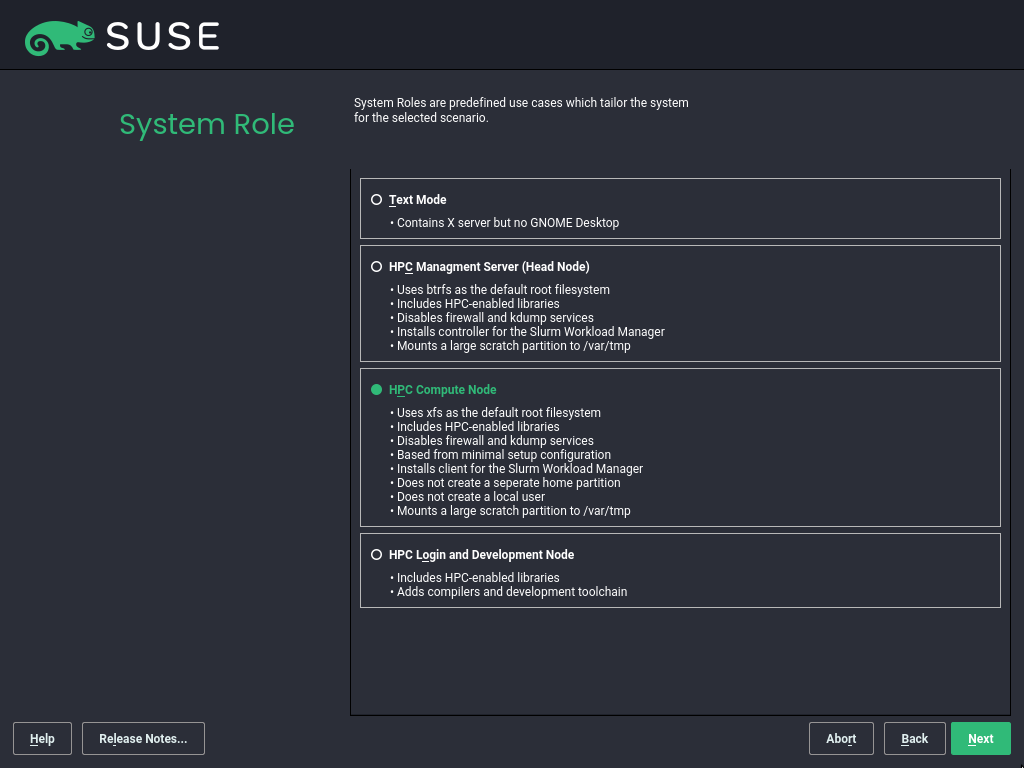 SUSE
System Role
System Roles are predefined use cases which tailor the system
for the selected scenario.
Text Mode
• Contains X server but no GNOME Desktop
HPC Managment Server (Head Node)
• Uses btrfs as the default root filesystem
• Includes HPC-enabled libraries
• Disables firewall and kdump services
• Installs controller for the Slurm Workload Manager
• Mounts a large scratch partition to /var/tmp
HPC Compute Node
• Uses xfs as the default root filesystem
• Includes HPC-enabled libraries
• Disables firewall and kdump services
• Based from minimal setup configuration
• Installs client for the Slurm Workload Manager
• Does not create a seperate home partition
• Does not create a local user
• Mounts a large scratch partition to /var/tmp
HPC Login and Development Node
• Includes HPC-enabled libraries
• Adds compilers and development toolchain
Help Release Notes... Abort Back Next